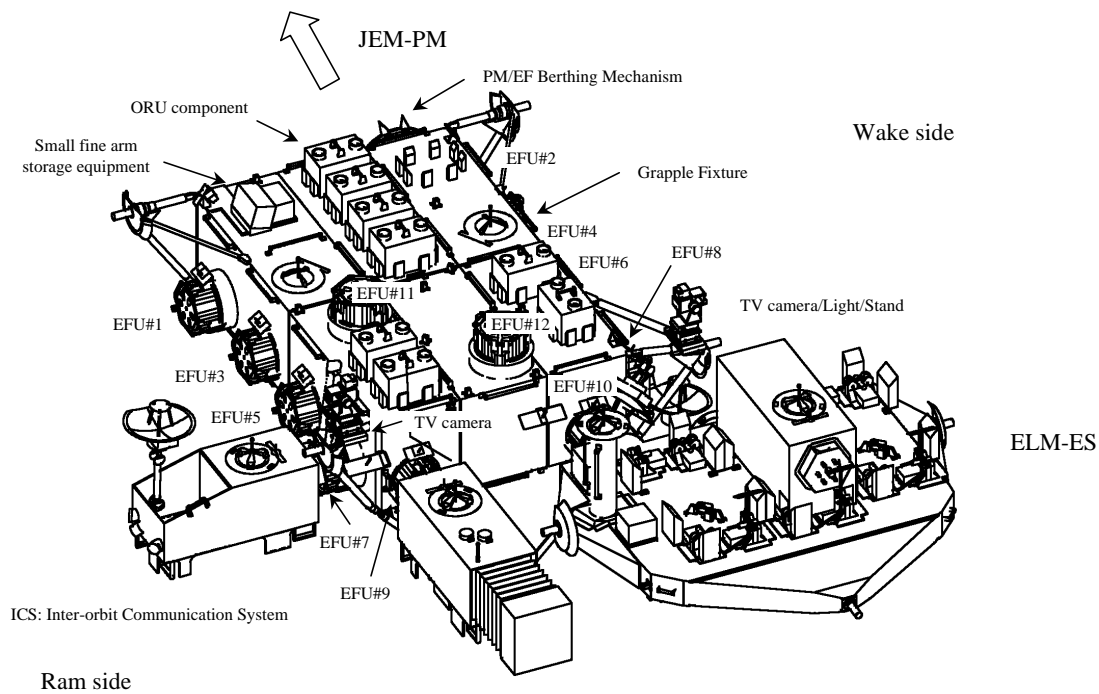 JEM-PM
PM/EF Berthing Mechanism
ORU component
Wake side
Small fine arm
storage equipment
EFU#2
Grapple Fixture
EFU#4
EFU#6
EFU#8
EFU#11
TV camera/Light/Stand
EFU#1
EFU#12
EFU#3
EFU#10
EFU#5
TV camera
ELM-ES
EFU#7
EFU#9
ICS: Inter-orbit Communication System
Ram side